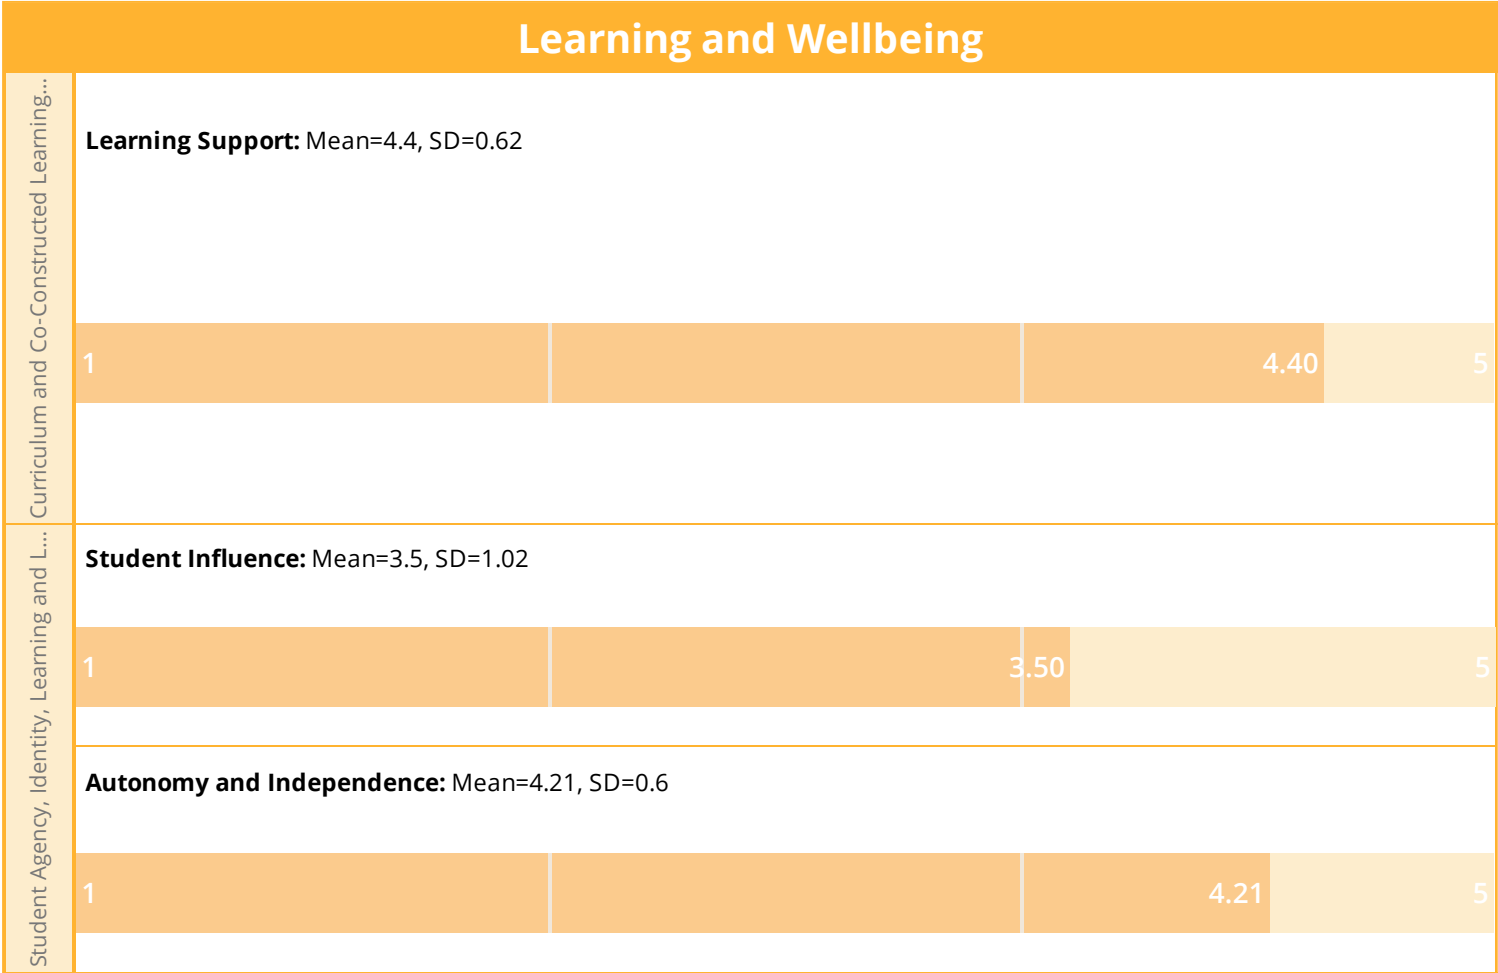 Learning and Wellbeing
Curriculum and Co-Constructed Learning...
Learning Support: Mean=4.4, SD=0.62
1 4.40 5
Student Agency, Identity, Learning and L...
Student Influence: Mean=3.5, SD=1.02
1 3.50 5
Autonomy and Independence: Mean=4.21, SD=0.6
1 4.21 5